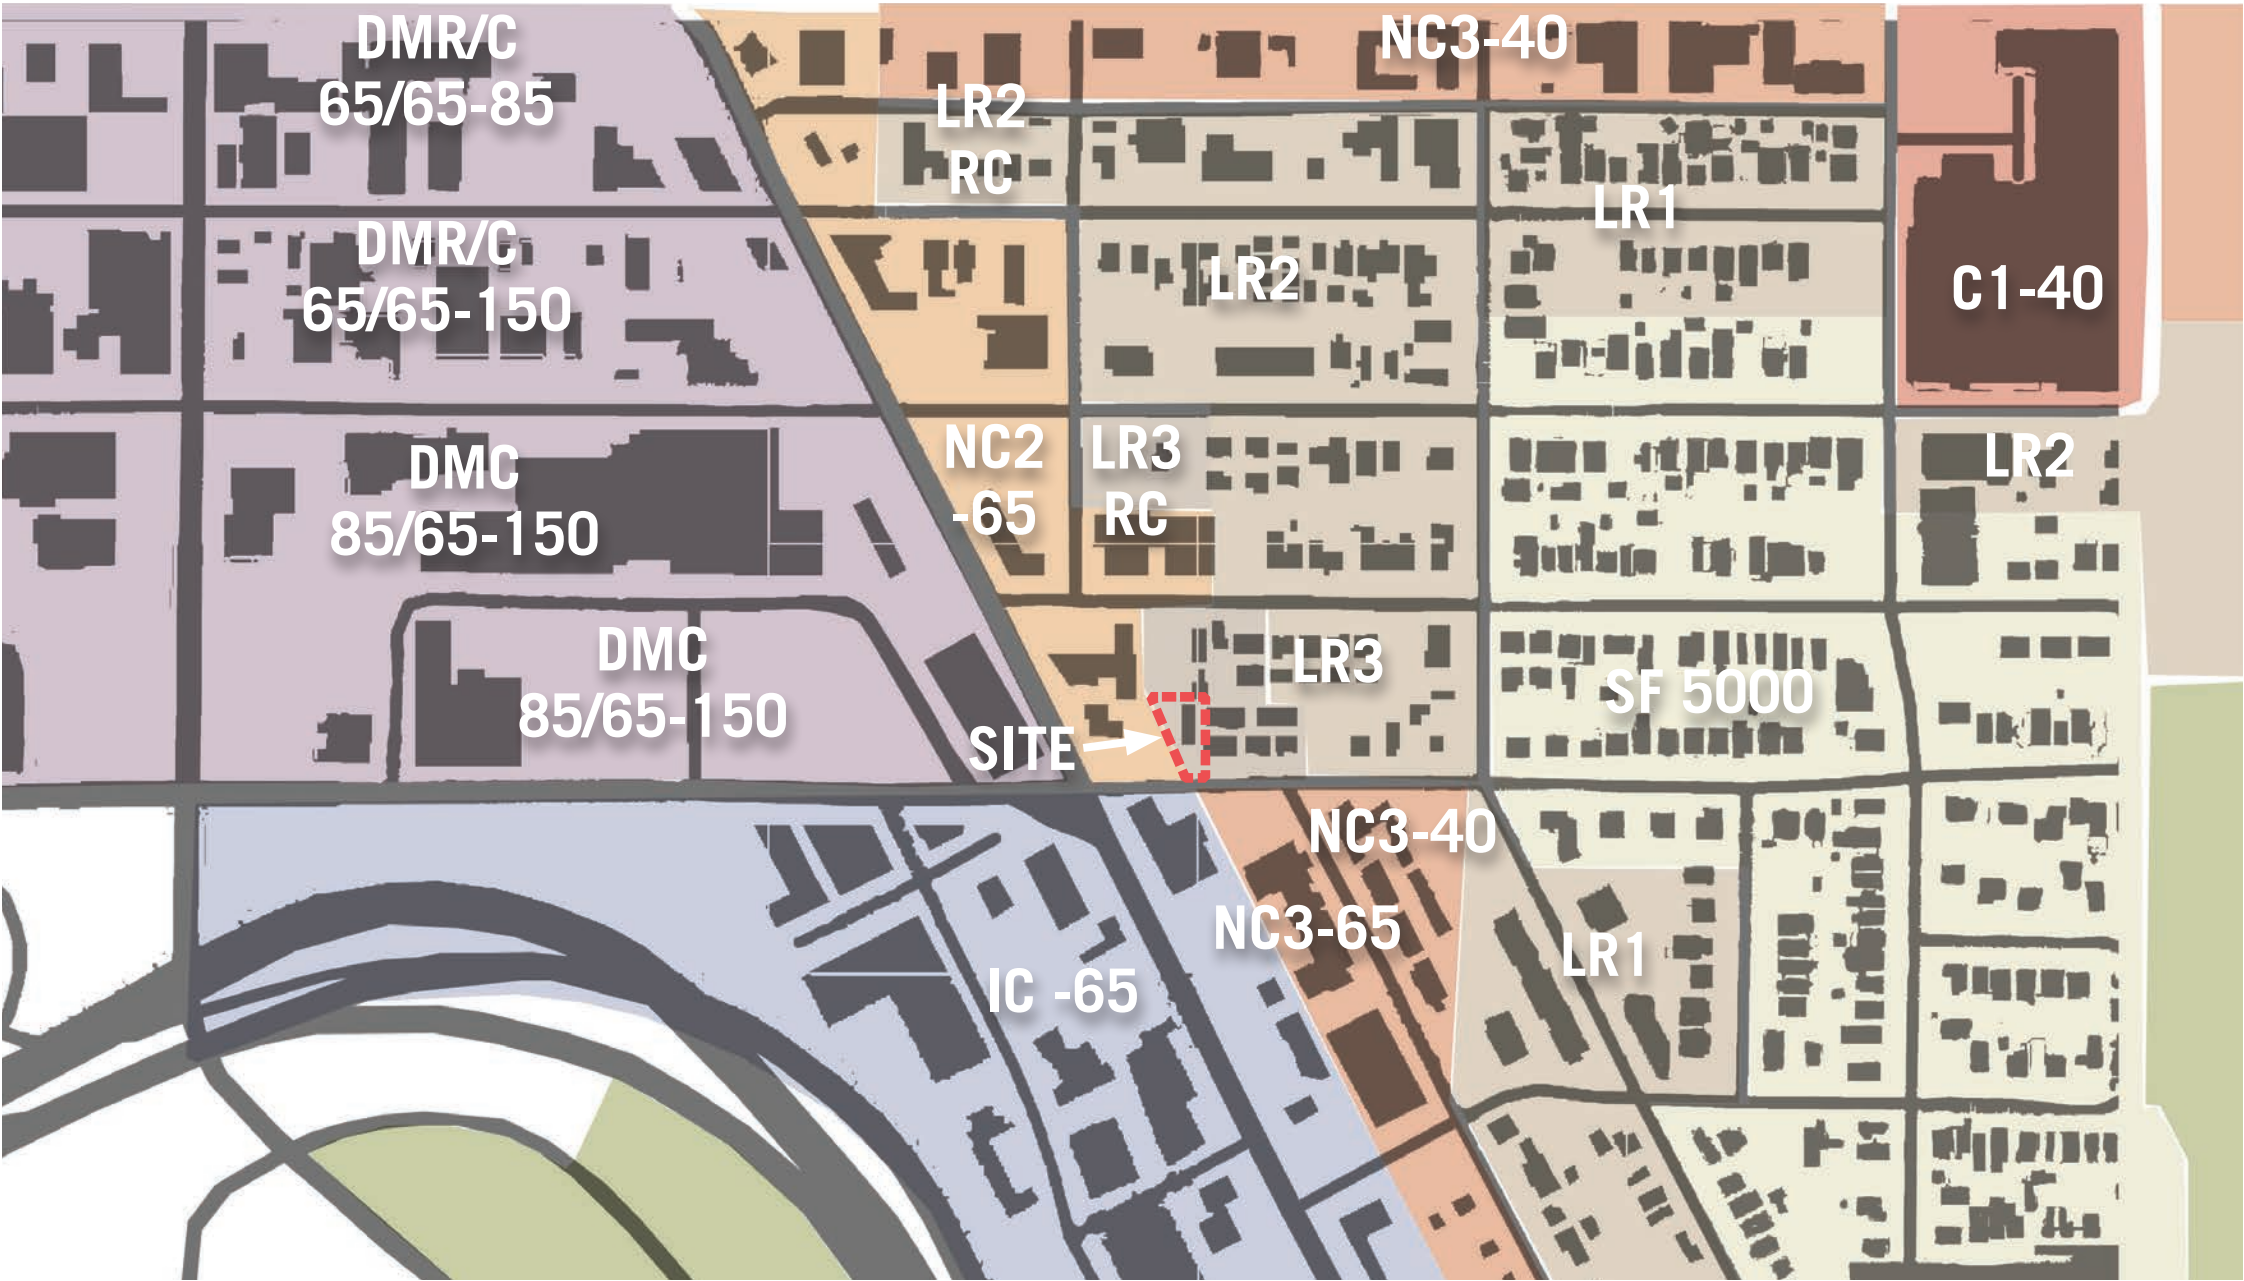 DMR/C
65/65-85
NC3-40
LR2
RC
LR1
DMR/C
65/65-150
LR2
C1-40
DMC
85/65-150
NC2
-65
LR3
RC
LR2
DMC
85/65-150
LR3
SF 5000
SITE
NC3-40
NC3-65
LR1
IC -65